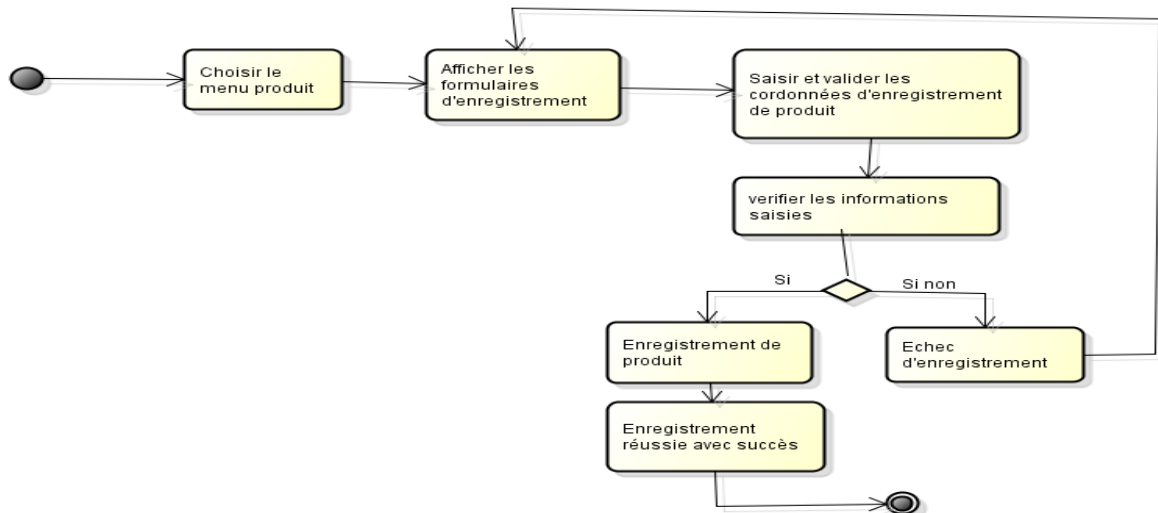 Choisir le
menu produit
Afficher les
formulaires
d'enregistrement
Saisir et valider les
cordonnées d'enregistrement
de produit
verifier les informations
saisies
Si
Si non
Enregistrement de
produit
Echec
d'enregistrement
Enregistrement
réussie avec succès